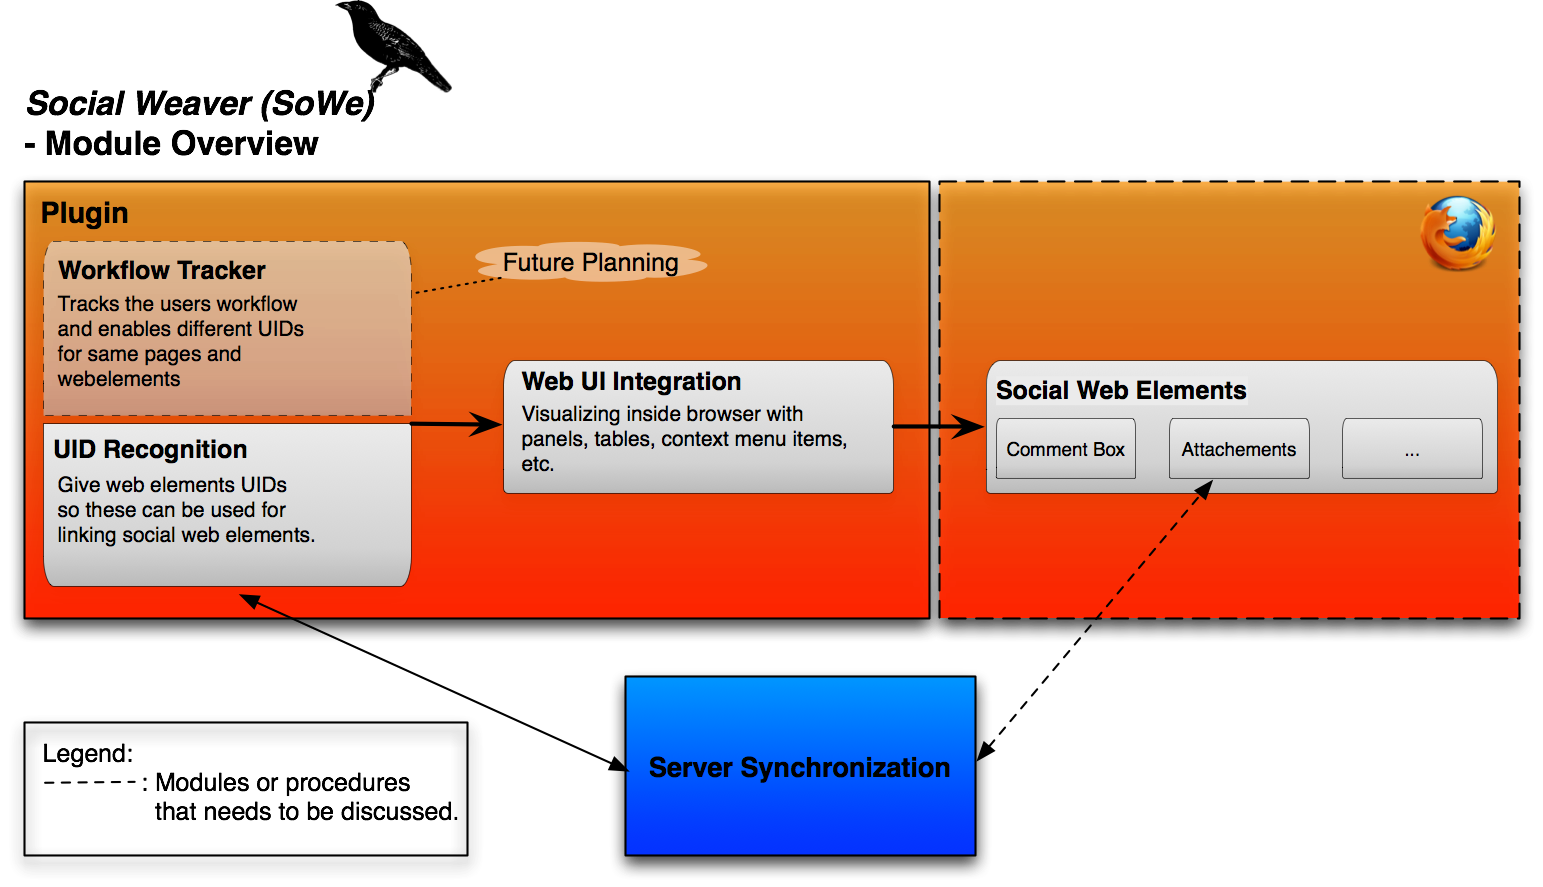 Social Weaver (SoWe)
- Module Overview
Plugin
Workflow Tracker
Tracks the users workflow
and enables different UIDs
for same pages and
webelements
Future Planning
UID Recognition
Give web elements UIDs
so these can be used for
linking social web elements.
Web UI Integration
Visualizing inside browser with
panels, tables, context menu items,
etc.
Social Web Elements
Comment Box
Attachements
...
Server Synchronization
Legend:
: Modules or procedures
that needs to be discussed.